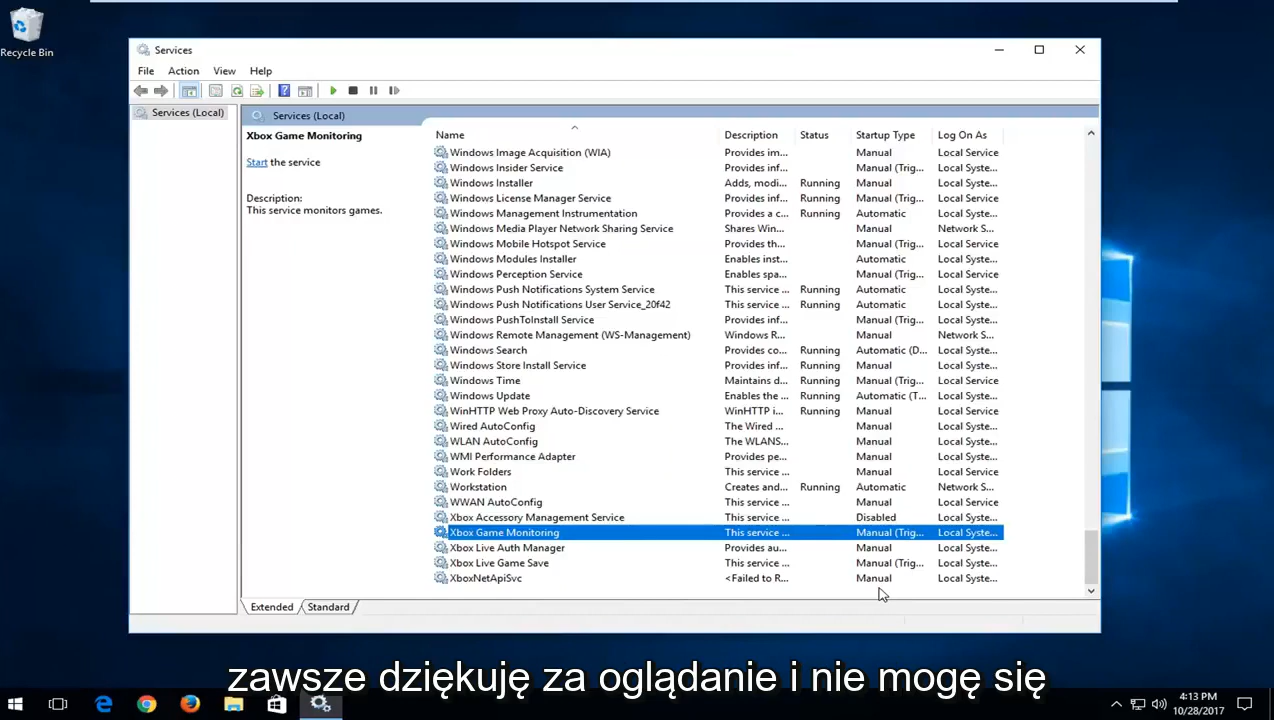 Recycle Bin
Services
File Action View Help
Services (Local)
Services (Local)
Xbox Game Monitoring
Start the service
Description:
This service monitors games.
Name Description Status Startup Type Log On As
Windows Image Acquisition (WIA) Provides im... Manual Local Service
Windows Insider Service Provides inf... Manual (Trig... Local Syste...
Windows Installer Adds, modi... Running Manual Local Syste...
Windows License Manager Service Provides inf... Running Manual (Trig... Local Service
Windows Management Instrumentation Provides a c... Running Automatic Local Syste...
Windows Media Player Network Sharing Service Shares Win... Manual Network S...
Windows Mobile Hotspot Service Provides th... Manual (Trig... Local Service
Windows Modules Installer Enables inst... Automatic Local Syste...
Windows Perception Service Enables spa... Manual (Trig... Local Service
Windows Push Notifications System Service This service ... Running Automatic Local Syste...
Windows Push Notifications User Service_20f42 This service ... Running Automatic Local Syste...
Windows PushToInstall Service Provides inf... Manual (Trig... Local Syste...
Windows Remote Management (WS-Management) Windows R... Manual Network S...
Windows Search Provides co... Running Automatic (D... Local Syste...
Windows Store Install Service Provides inf... Running Manual Local Syste...
Windows Time Maintains d... Running Manual (Trig... Local Service
Windows Update Enables the ... Running Automatic (T... Local Syste...
WinHTTP Web Proxy Auto-Discovery Service WinHTTP i... Running Manual Local Service
Wired AutoConfig The Wired ... Manual Local Syste...
WLAN AutoConfig The WLANS... Manual Local Syste...
WMI Performance Adapter Provides pe... Manual Local Syste...
Work Folders This service ... Manual Local Service
Workstation Creates and... Running Automatic Network S...
WWAN AutoConfig This service ... Manual Local Service
Xbox Accessory Management Service This service ... Disabled Local Syste...
Xbox Game Monitoring This service ... Manual (Trig... Local Syste...
Xbox Live Auth Manager Provides au... Manual Local Syste...
Xbox Live Game Save This service ... Manual (Trig... Local Syste...
XboxNetApiSvc <Failed to R... Manual Local Syste...
Extended Standard
zawsze dziękuję za oglądanie i nie mogę się
4:13 PM
10/28/2017